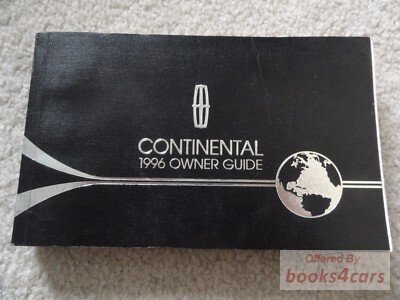 CONTINENTAL
1996 OWNER GUIDE
Offered By
books4cars